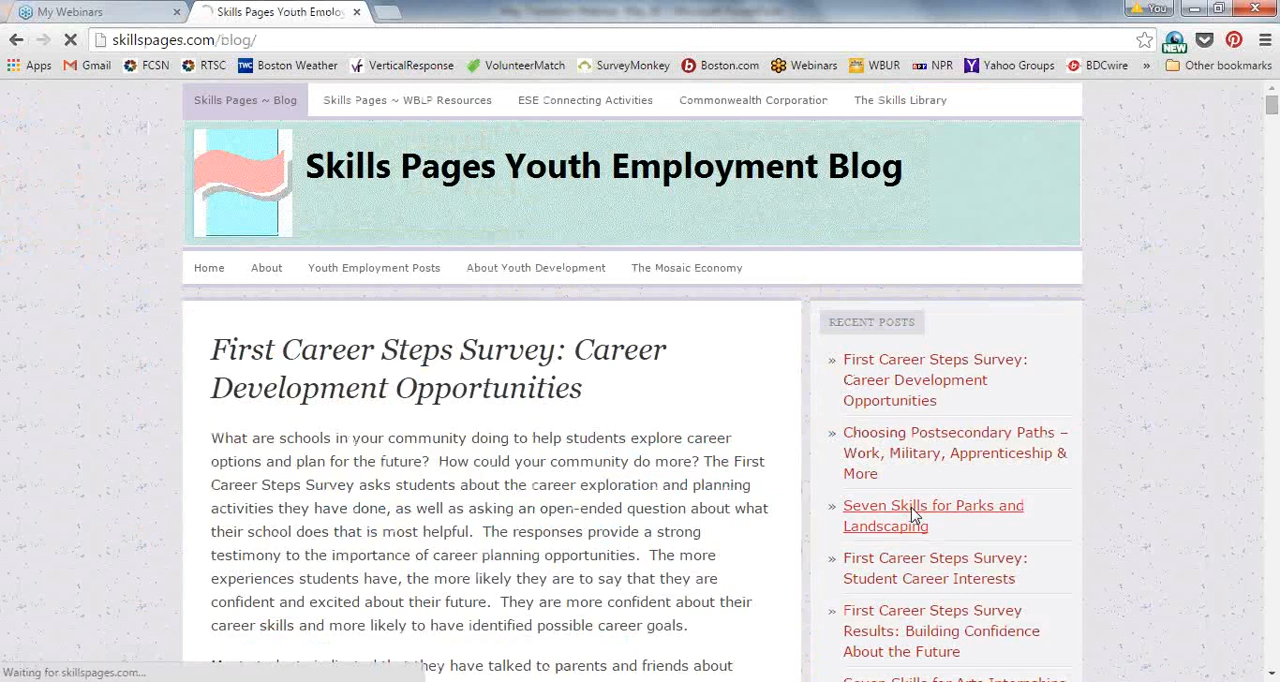 My Webinars
Skills Pages Youth Employ
You
skillspages.com/blog/
NEW
Apps Gmail FCSN RTSC TWC Boston Weather VerticalResponse VolunteerMatch SurveyMonkey Boston.com Webinars WBUR NPR Yahoo Groups BDCwire » Other bookmarks
Skills Pages ~ Blog Skills Pages ~ WBLP Resources ESE Connecting Activities Commonwealth Corporation The Skills Library
Skills Pages Youth Employment Blog
Home About Youth Employment Posts About Youth Development The Mosaic Economy
First Career Steps Survey: Career
Development Opportunities
What are schools in your community doing to help students explore career
options and plan for the future? How could your community do more? The First
Career Steps Survey asks students about the career exploration and planning
activities they have done, as well as asking an open-ended question about what
their school does that is most helpful. The responses provide a strong
testimony to the importance of career planning opportunities. The more
experiences students have, the more likely they are to say that they are
confident and excited about their future. They are more confident about their
career skills and more likely to have identified possible career goals.
they have talked to parents and friends about
RECENT POSTS
» First Career Steps Survey:
Career Development
Opportunities
» Choosing Postsecondary Paths –
Work, Military, Apprenticeship &
More
» Seven Skills for Parks and
Landscaping
» First Career Steps Survey:
Student Career Interests
» First Career Steps Survey
Results: Building Confidence
About the Future
Seven Skills for Arts Internships
Waiting for skillspages.com...